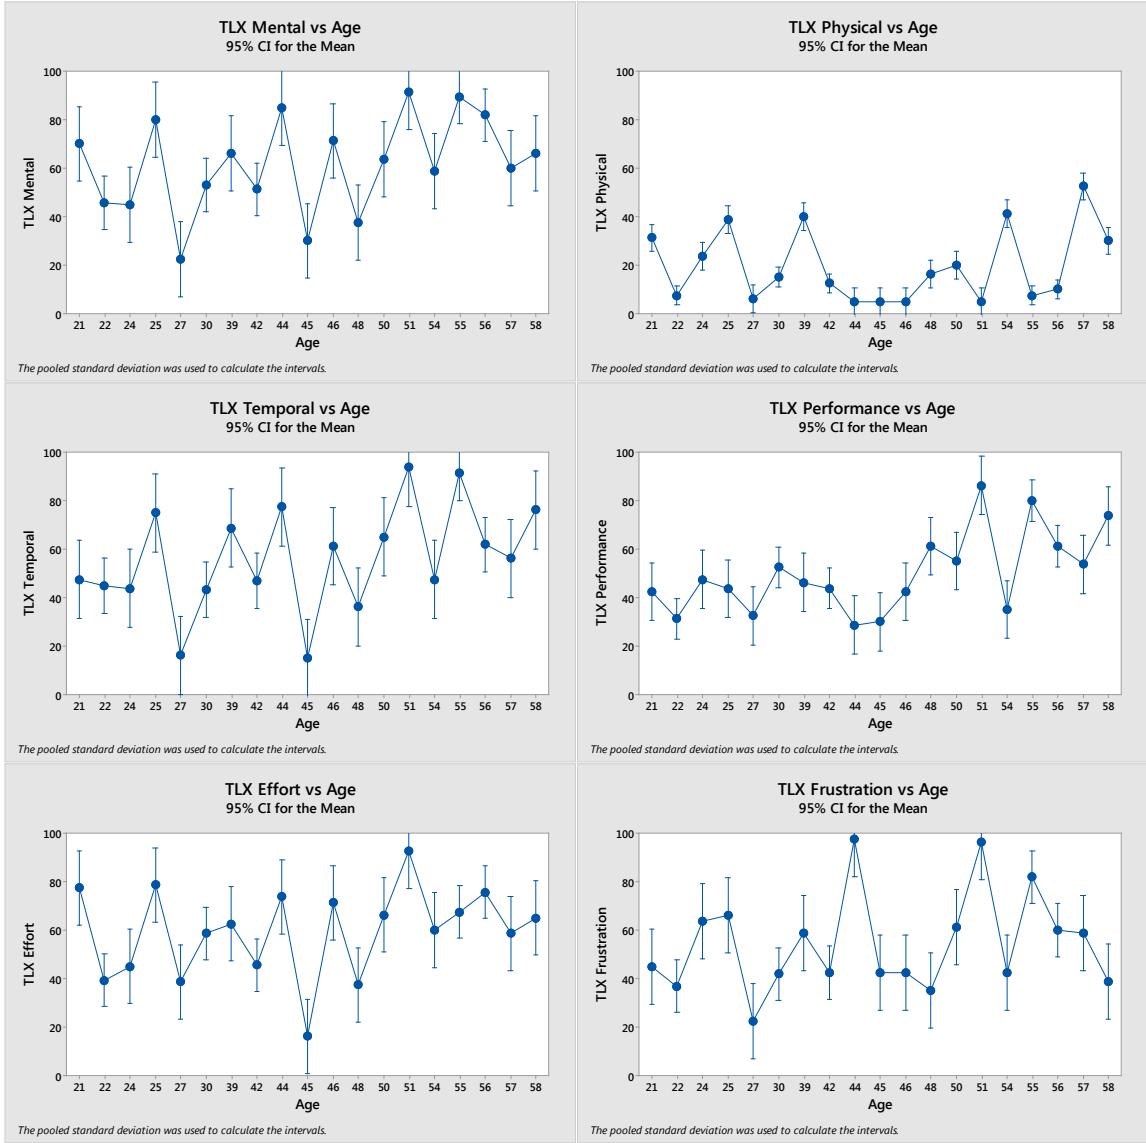 TLX Mental vs Age
95% CI for the Mean
TLX Mental
100
80
60
40
20
0
21 22 24 25 27 30 39 42 44 45 46 48 50 51 54 55 56 57 58
Age
The pooled standard deviation was used to calculate the intervals.
TLX Physical vs Age
95% CI for the Mean
TLX Physical
100
80
60
40
20
0
21 22 24 25 27 30 39 42 44 45 46 48 50 51 54 55 56 57 58
Age
The pooled standard deviation was used to calculate the intervals.
TLX Temporal vs Age
95% CI for the Mean
TLX Temporal
100
80
60
40
20
0
21 22 24 25 27 30 39 42 44 45 46 48 50 51 54 55 56 57 58
Age
The pooled standard deviation was used to calculate the intervals.
TLX Performance vs Age
95% CI for the Mean
TLX Performance
100
80
60
40
20
0
21 22 24 25 27 30 39 42 44 45 46 48 50 51 54 55 56 57 58
Age
The pooled standard deviation was used to calculate the intervals.
TLX Effort vs Age
95% CI for the Mean
TLX Effort
100
80
60
40
20
0
21 22 24 25 27 30 39 42 44 45 46 48 50 51 54 55 56 57 58
Age
The pooled standard deviation was used to calculate the intervals.
TLX Frustration vs Age
95% CI for the Mean
TLX Frustration
100
80
60
40
20
0
21 22 24 25 27 30 39 42 44 45 46 48 50 51 54 55 56 57 58
Age
The pooled standard deviation was used to calculate the intervals.